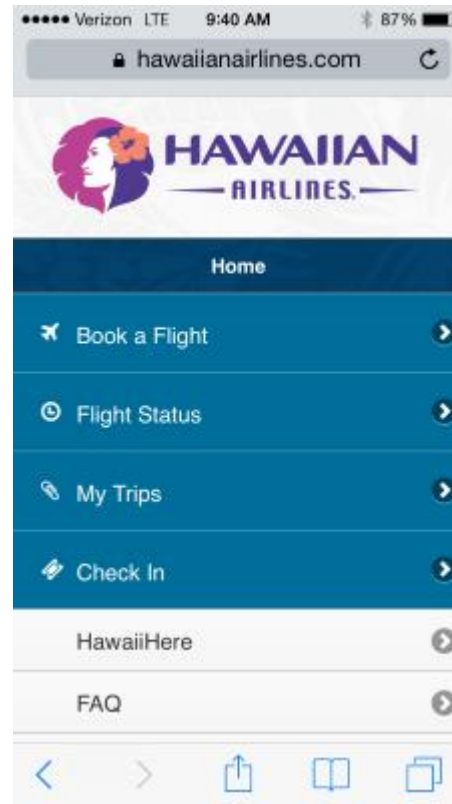 Verizon LTE 9:40 AM 87%
hawaiianairlines.com
HAWAIIAN
AIRLINES.
Home
Book a Flight
Flight Status
My Trips
Check In
HawaiiHere
FAQ